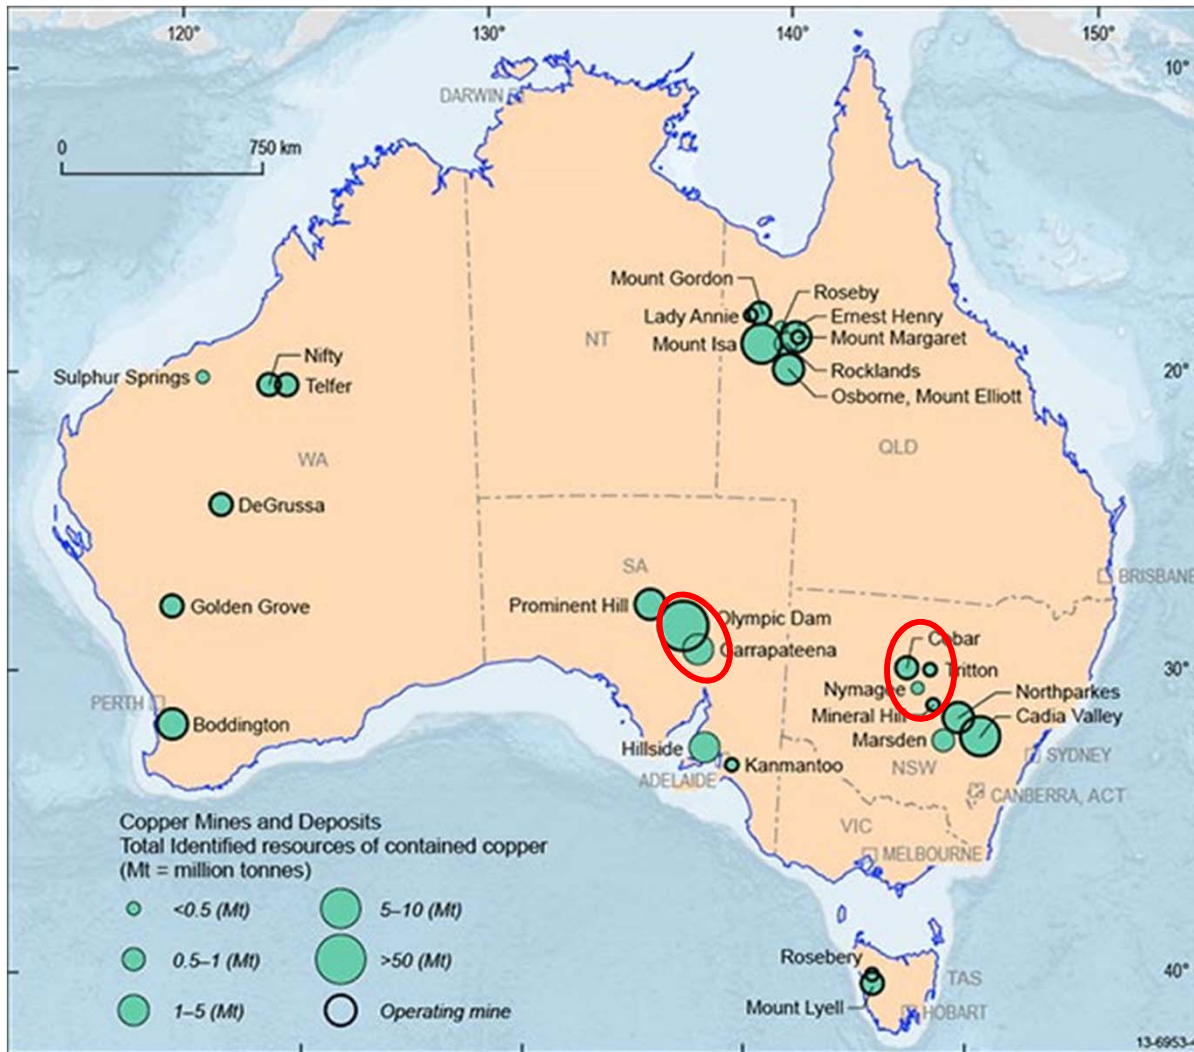 120°
130°
140°
150°
10°
DARWIN
0
750 km
Mount Gordon
Roseby
Lady Annie
Ernest Henry
NT
Mount Isa
Mount Margaret
Nifty
Sulphur Springs
Telfer
Rocklands
20°
Osborne, Mount Elliott
WA
QLD
DeGrussa
SA
BRISBANE
Prominent Hill
Golden Grove
Olympic Dam
Cobar
Carrapateena
Tritton
30°
Nymagee
Northparkes
PERTH
Mineral Hill
Cadia Valley
Boddington
Marsden
Hillside
SYDNEY
Kanmantoo
NSW
ADELAIDE
CANBERRA, ACT
Copper Mines and Deposits
VIC
Total Identified resources of contained copper
MELBOURNE
(Mt = million tonnes)
<0.5 (Mt)
5–10 (Mt)
0.5–1 (Mt)
>50 (Mt)
Rosebery
40°
TAS
1–5 (Mt)
Operating mine
Mount Lyell
HOBART
13-6953-4